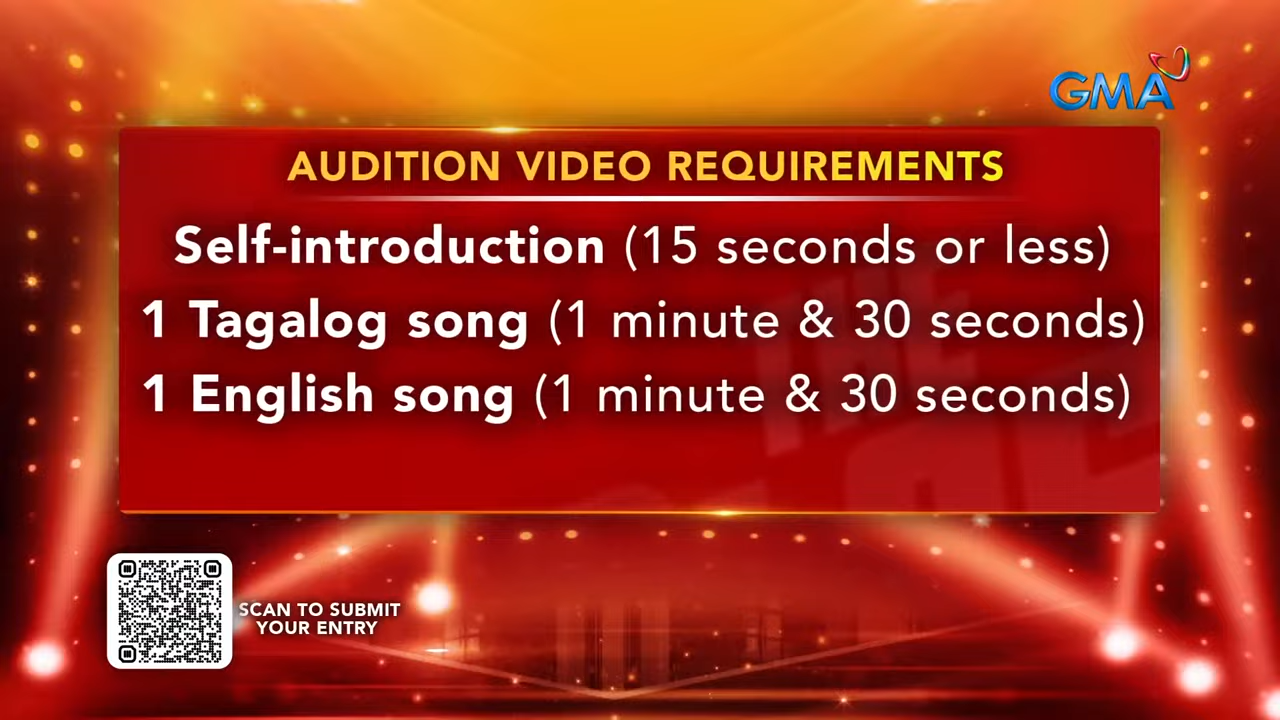 GMA
AUDITION VIDEO REQUIREMENTS
Self-introduction (15 seconds or less)
1 Tagalog song (1 minute & 30 seconds)
1 English song (1 minute & 30 seconds)
THE
SCAN TO SUBMIT
YOUR ENTRY